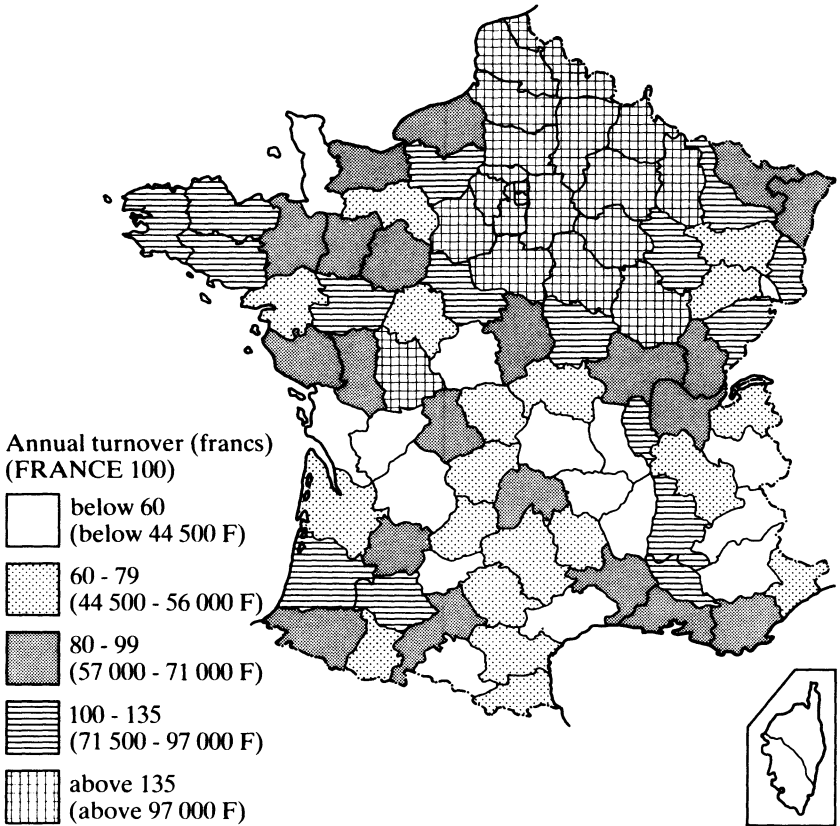 Annual turnover (francs)
(FRANCE 100)
below 60
(below 44 500 F)
60 - 79
(44 500 - 56 000 F)
80 - 99
(57 000 - 71 000 F)
100 - 135
(71 500 - 97 000 F)
above 135
(above 97 000 F)